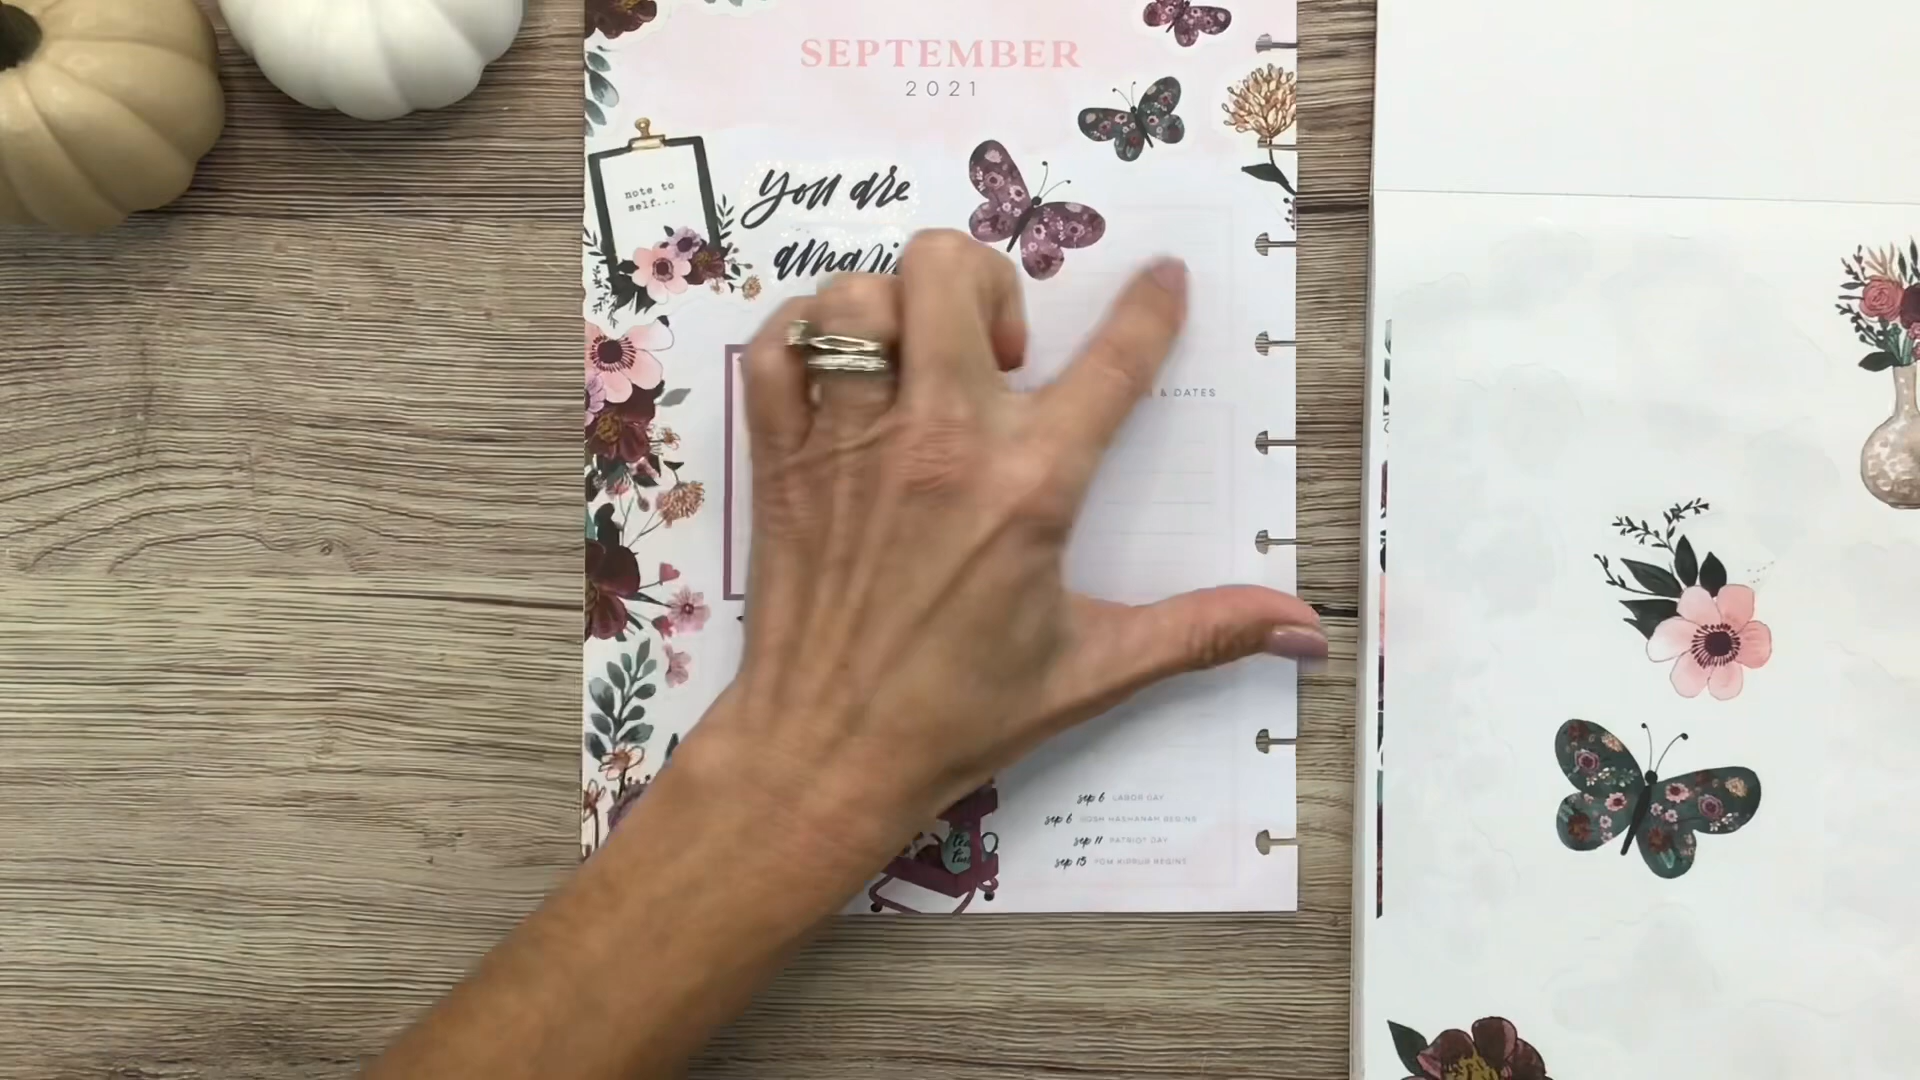 SEPTEMBER
2021
note to
self...
You are
& DATES
sep 6 LABOR DAY
sep 6 ROSH HASHANAH BEGINS
sep 11 PATRIOT DAY
sep 15 YOM KIPPUR BEGINS